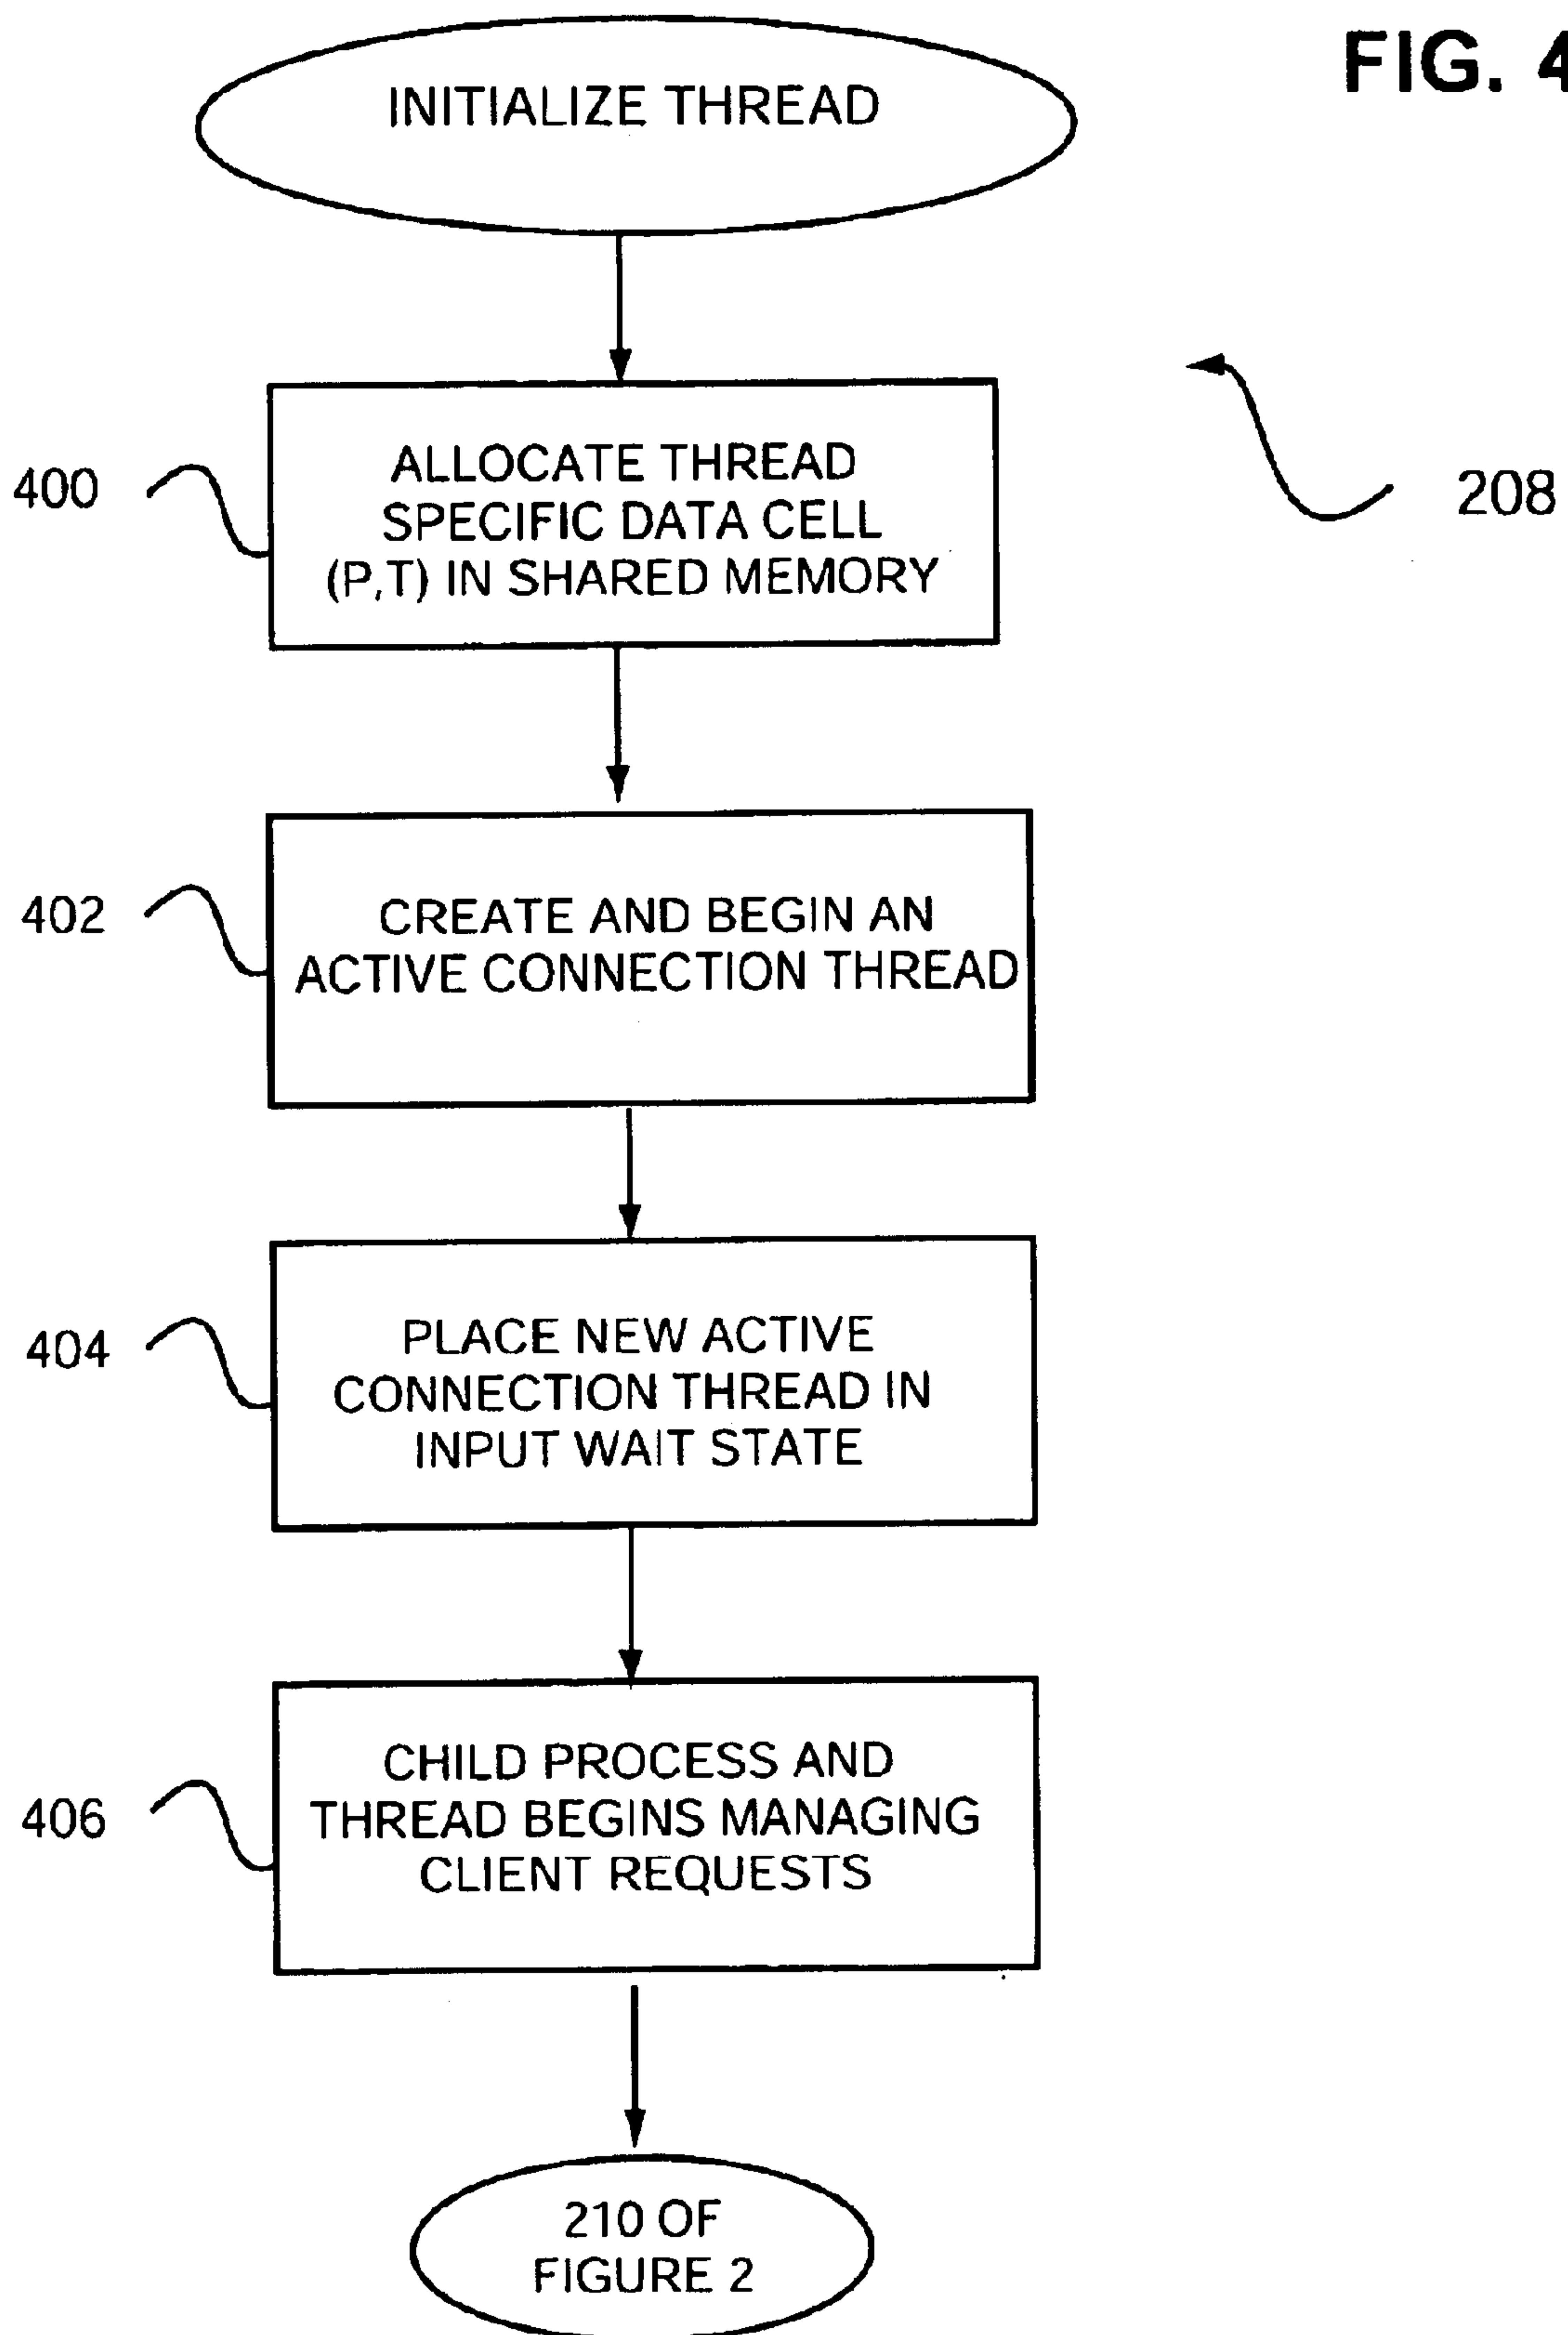 FIG. 4
INITIALIZE THREAD
400
ALLOCATE THREAD
SPECIFIC DATA CELL
(P,T) IN SHARED MEMORY
208
402
CREATE AND BEGIN AN
ACTIVE CONNECTION THREAD
404
PLACE NEW ACTIVE
CONNECTION THREAD IN
INPUT WAIT STATE
406
CHILD PROCESS AND
THREAD BEGINS MANAGING
CLIENT REQUESTS
210 OF
FIGURE 2